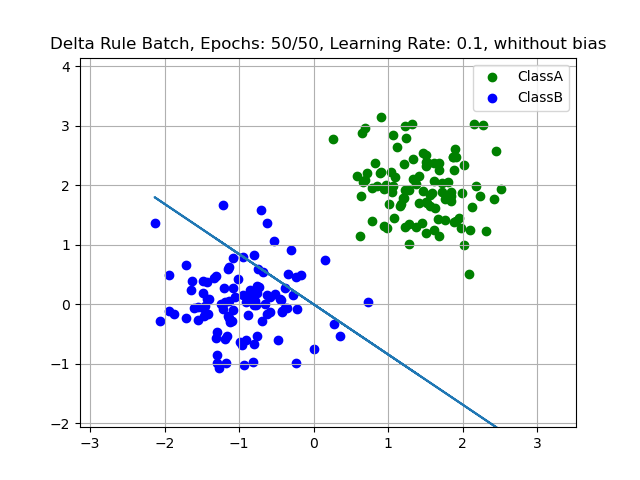 Delta Rule Batch, Epochs: 50/50, Learning Rate: 0.1, whithout bias
ClassA
ClassB
4
3
2
1
0
−1
−2
−3 −2 −1 0 1 2 3